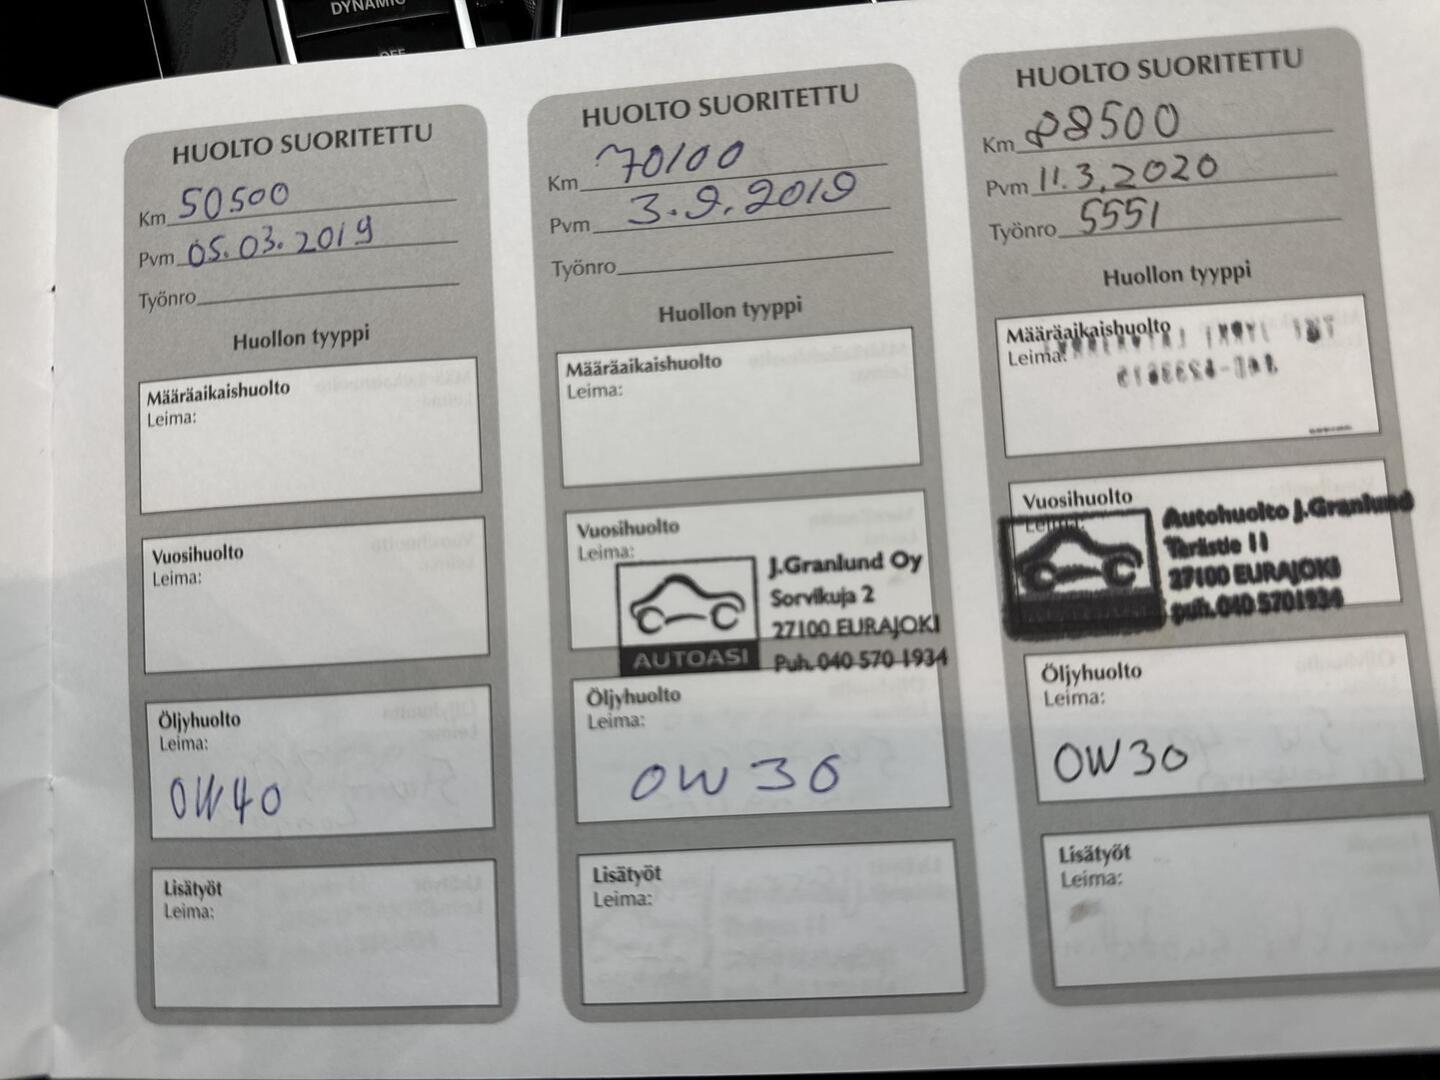 DYNAMIC
OFF
HUOLTO SUORITETTU
Km 50500
Pvm 05.03.2019
Työnro
Huollon tyyppi
Määräaikaishuolto
Leima:
Vuosihuolto
Leima:
Öljyhuolto
Leima:
0W40
Lisätyöt
Leima:
HUOLTO SUORITETTU
Km 70100
Pvm 3.9.2019
Työnro
Huollon tyyppi
Määräaikaishuolto
Leima:
Vuosihuolto
Leima:
AUTOASI
J.Granlund Oy
Sorvikuja 2
27100 EURAJOKI
Puh. 040 570 1934
Öljyhuolto
Leima:
0W30
Lisätyöt
Leima:
HUOLTO SUORITETTU
Km 88500
Pvm 11.3.2020
Työnro 5551
Huollon tyyppi
Määräaikaishuolto
Leima:
Vuosihuolto
Leima:
Autohuolto J.Granlund
Terästie 11
27100 EURAJOKI
puh. 040 5701934
Öljyhuolto
Leima:
0W30
Lisätyöt
Leima: